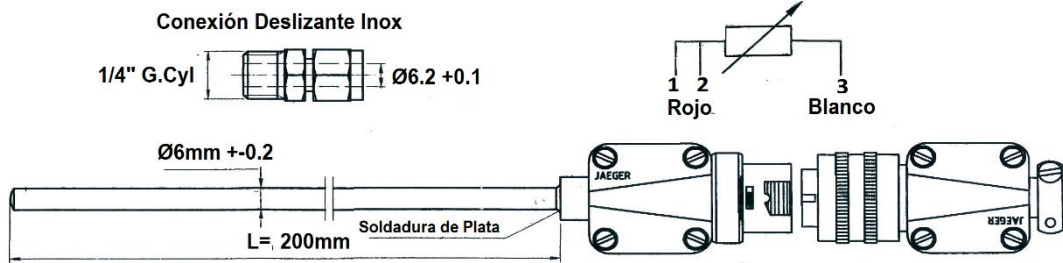 Conexión Deslizante Inox
1/4" G.Cyl
Ø6.2 +0.1
1 2 3
Rojo Blanco
Ø6mm +-0.2
L= 200mm
Soldadura de Plata
JAEGER
JAEGER